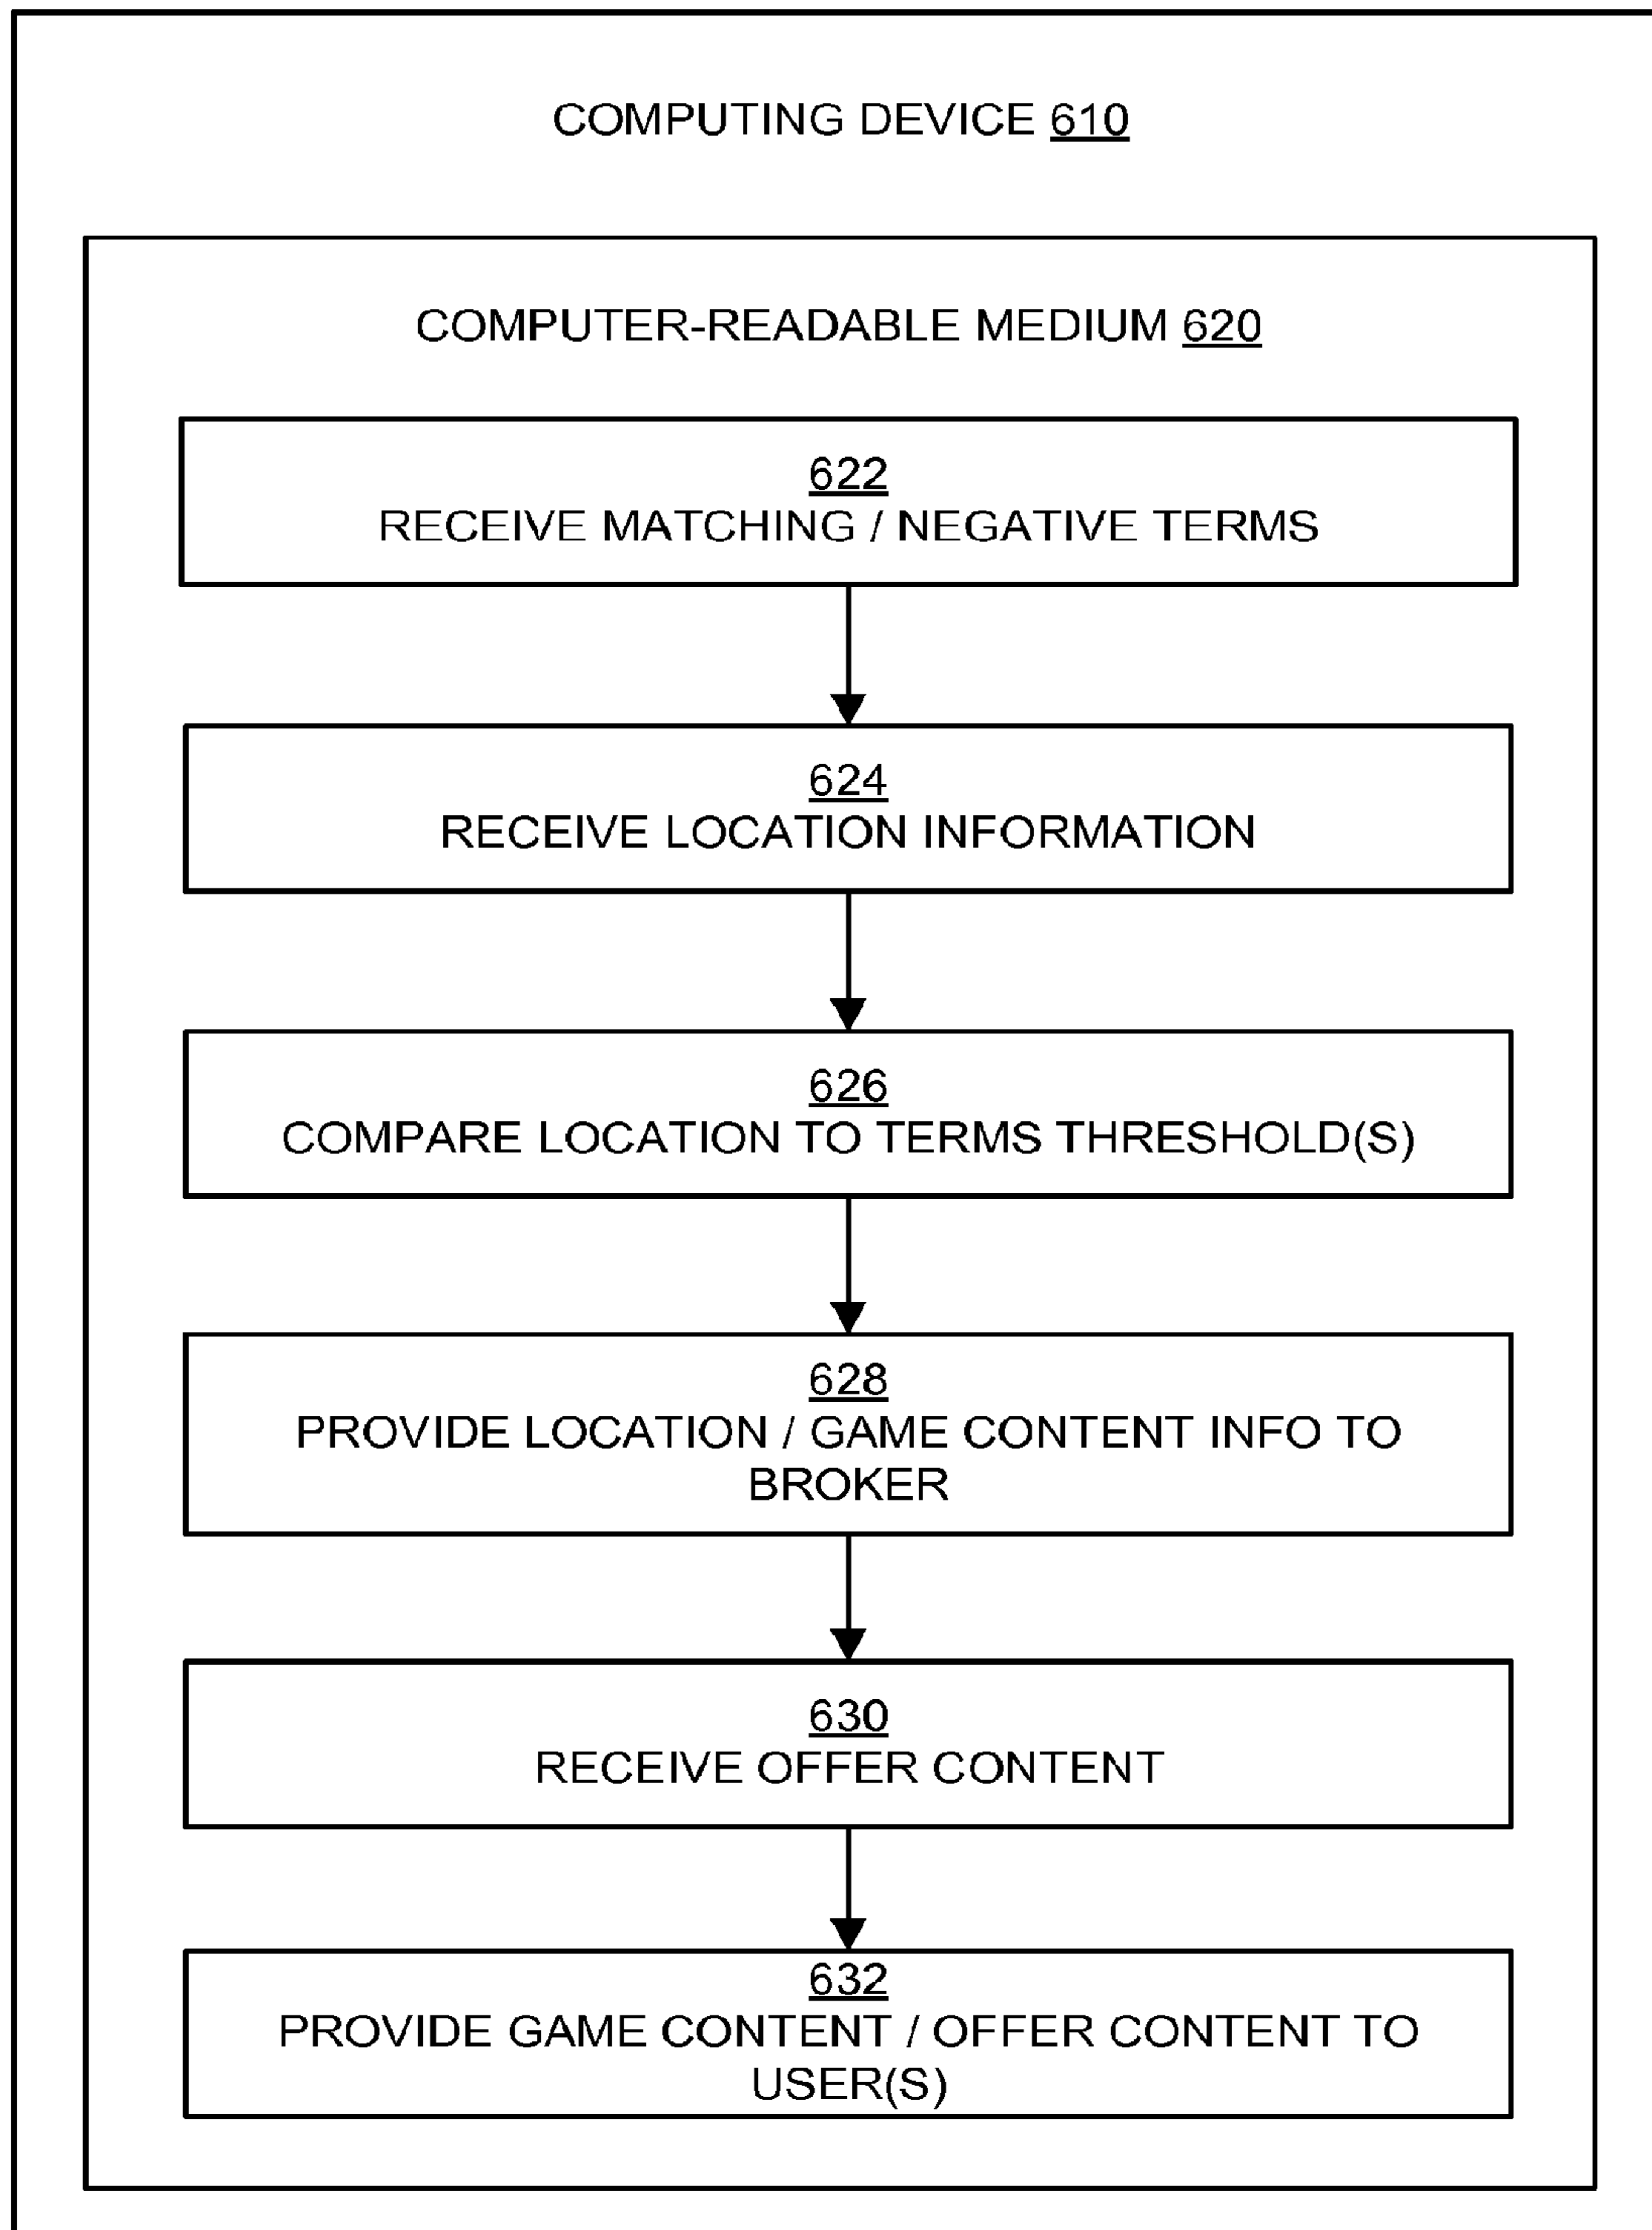 COMPUTING DEVICE 610
COMPUTER-READABLE MEDIUM 620
622
RECEIVE MATCHING / NEGATIVE TERMS
624
RECEIVE LOCATION INFORMATION
626
COMPARE LOCATION TO TERMS THRESHOLD(S)
628
PROVIDE LOCATION / GAME CONTENT INFO TO
BROKER
630
RECEIVE OFFER CONTENT
632
PROVIDE GAME CONTENT / OFFER CONTENT TO
USER(S)